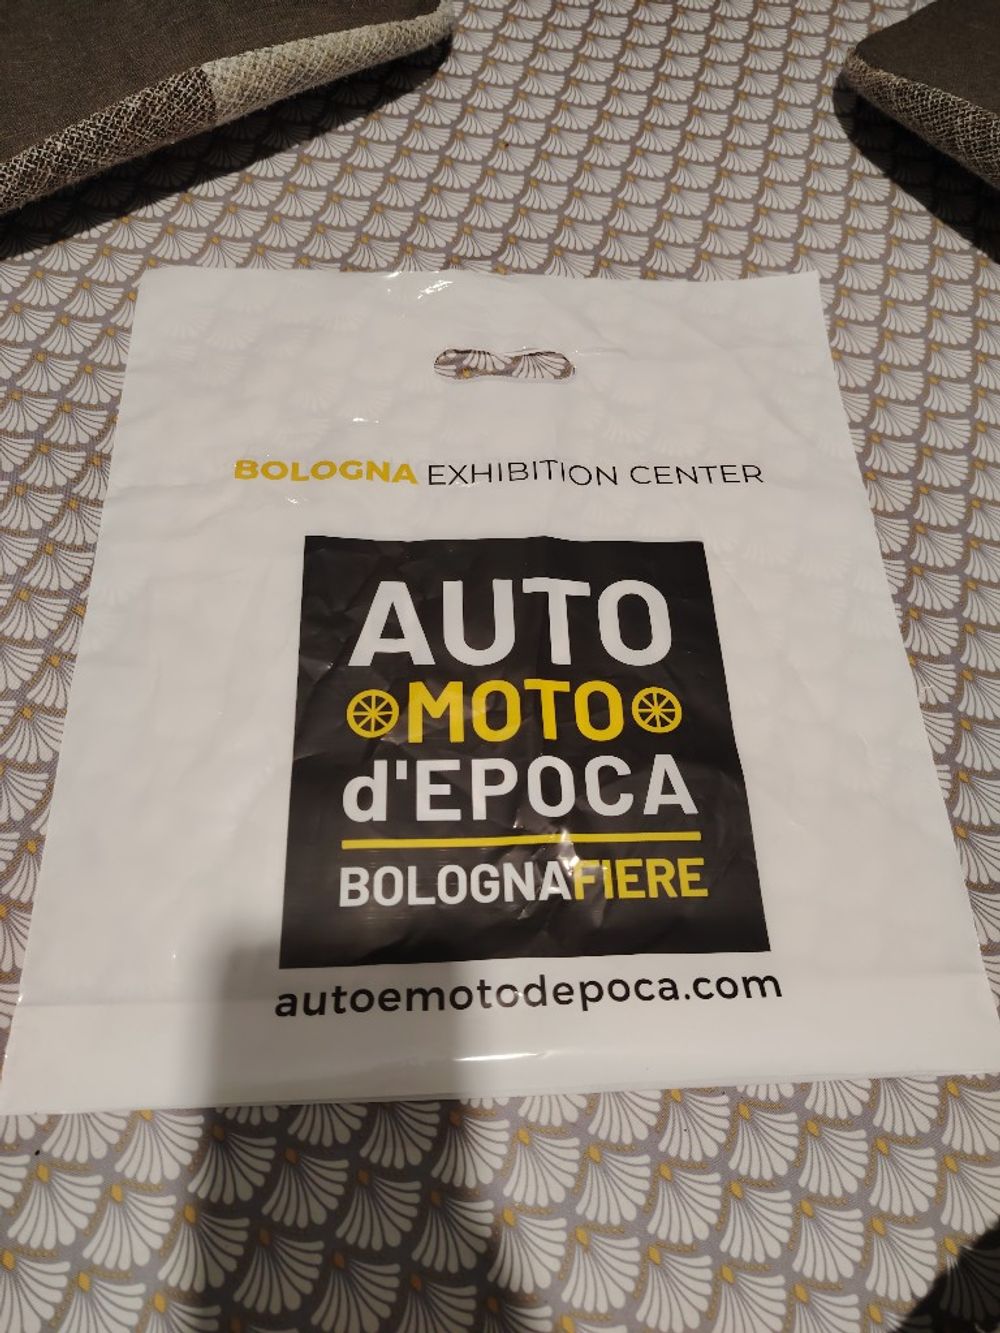 BOLOGNA EXHIBITION CENTER
AUTO
MOTO
d'EPOCA
BOLOGNAFIERE
autoemotodepoca.com